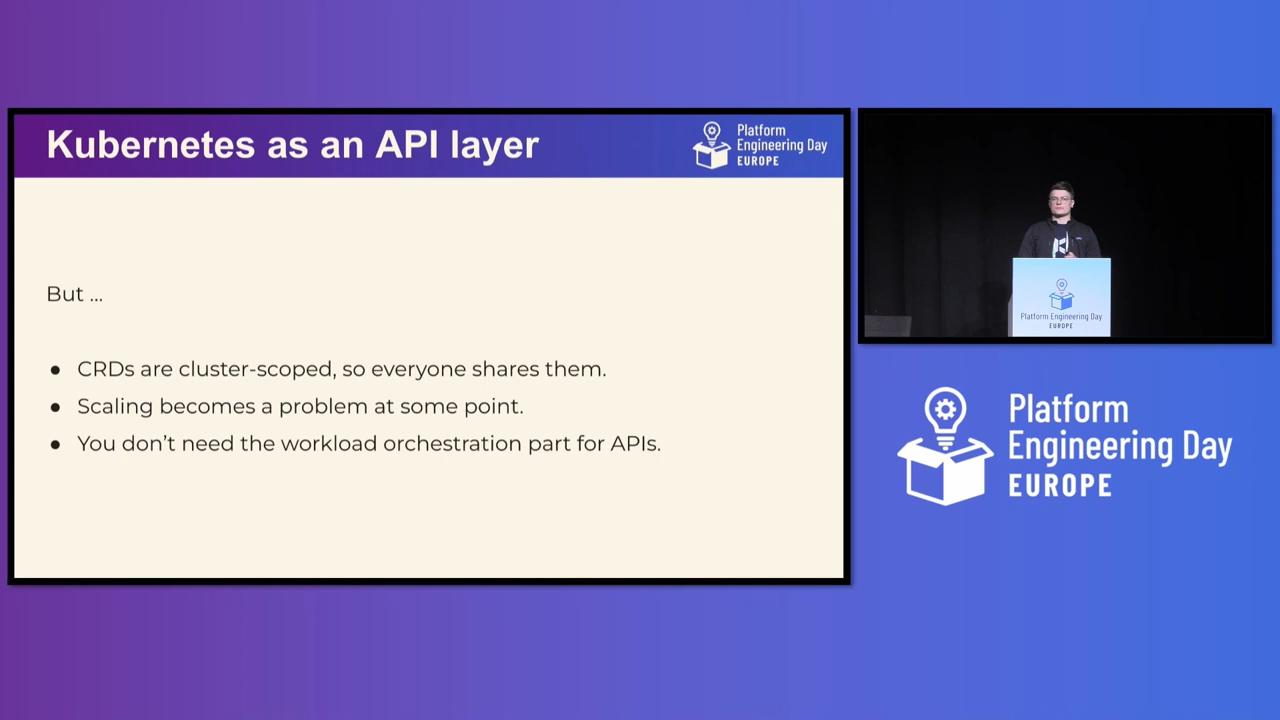 Kubernetes as an API layer
Platform
Engineering Day
EUROPE
But ...
● CRDs are cluster-scoped, so everyone shares them.
● Scaling becomes a problem at some point.
● You don’t need the workload orchestration part for APIs.
Platform Engineering Day
EUROPE
Platform
Engineering Day
EUROPE